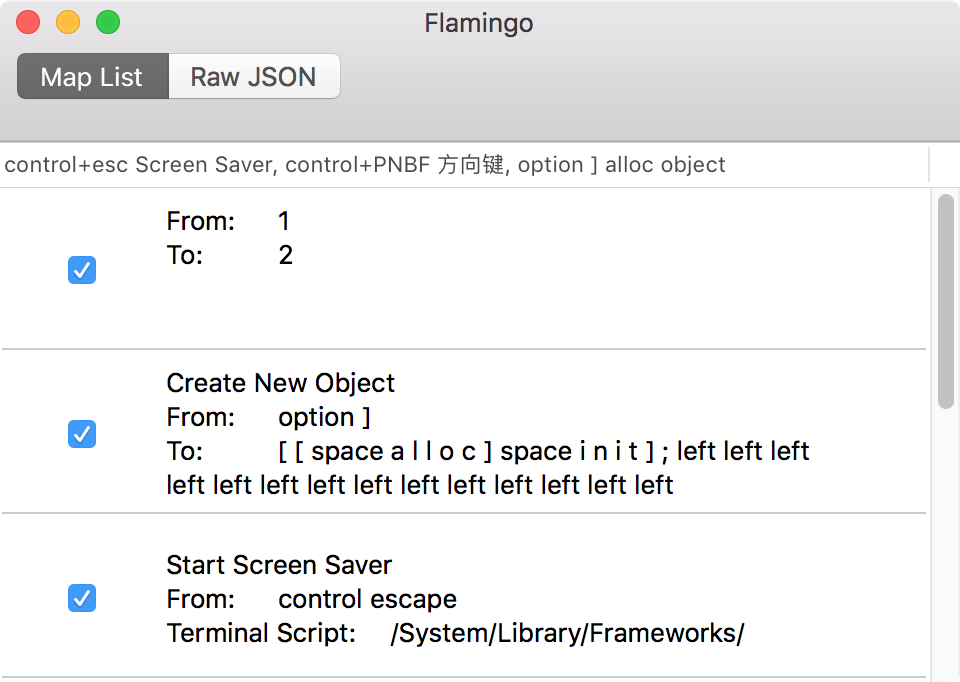 Flamingo
Map List Raw JSON
control+esc Screen Saver, control+PNBF 方向键, option ] alloc object
From: 1
To: 2
Create New Object
From: option ]
To: [ [ space a l l o c ] space i n i t ] ; left left left
left left left left left left left left left left left
Start Screen Saver
From: control escape
Terminal Script: /System/Library/Frameworks/